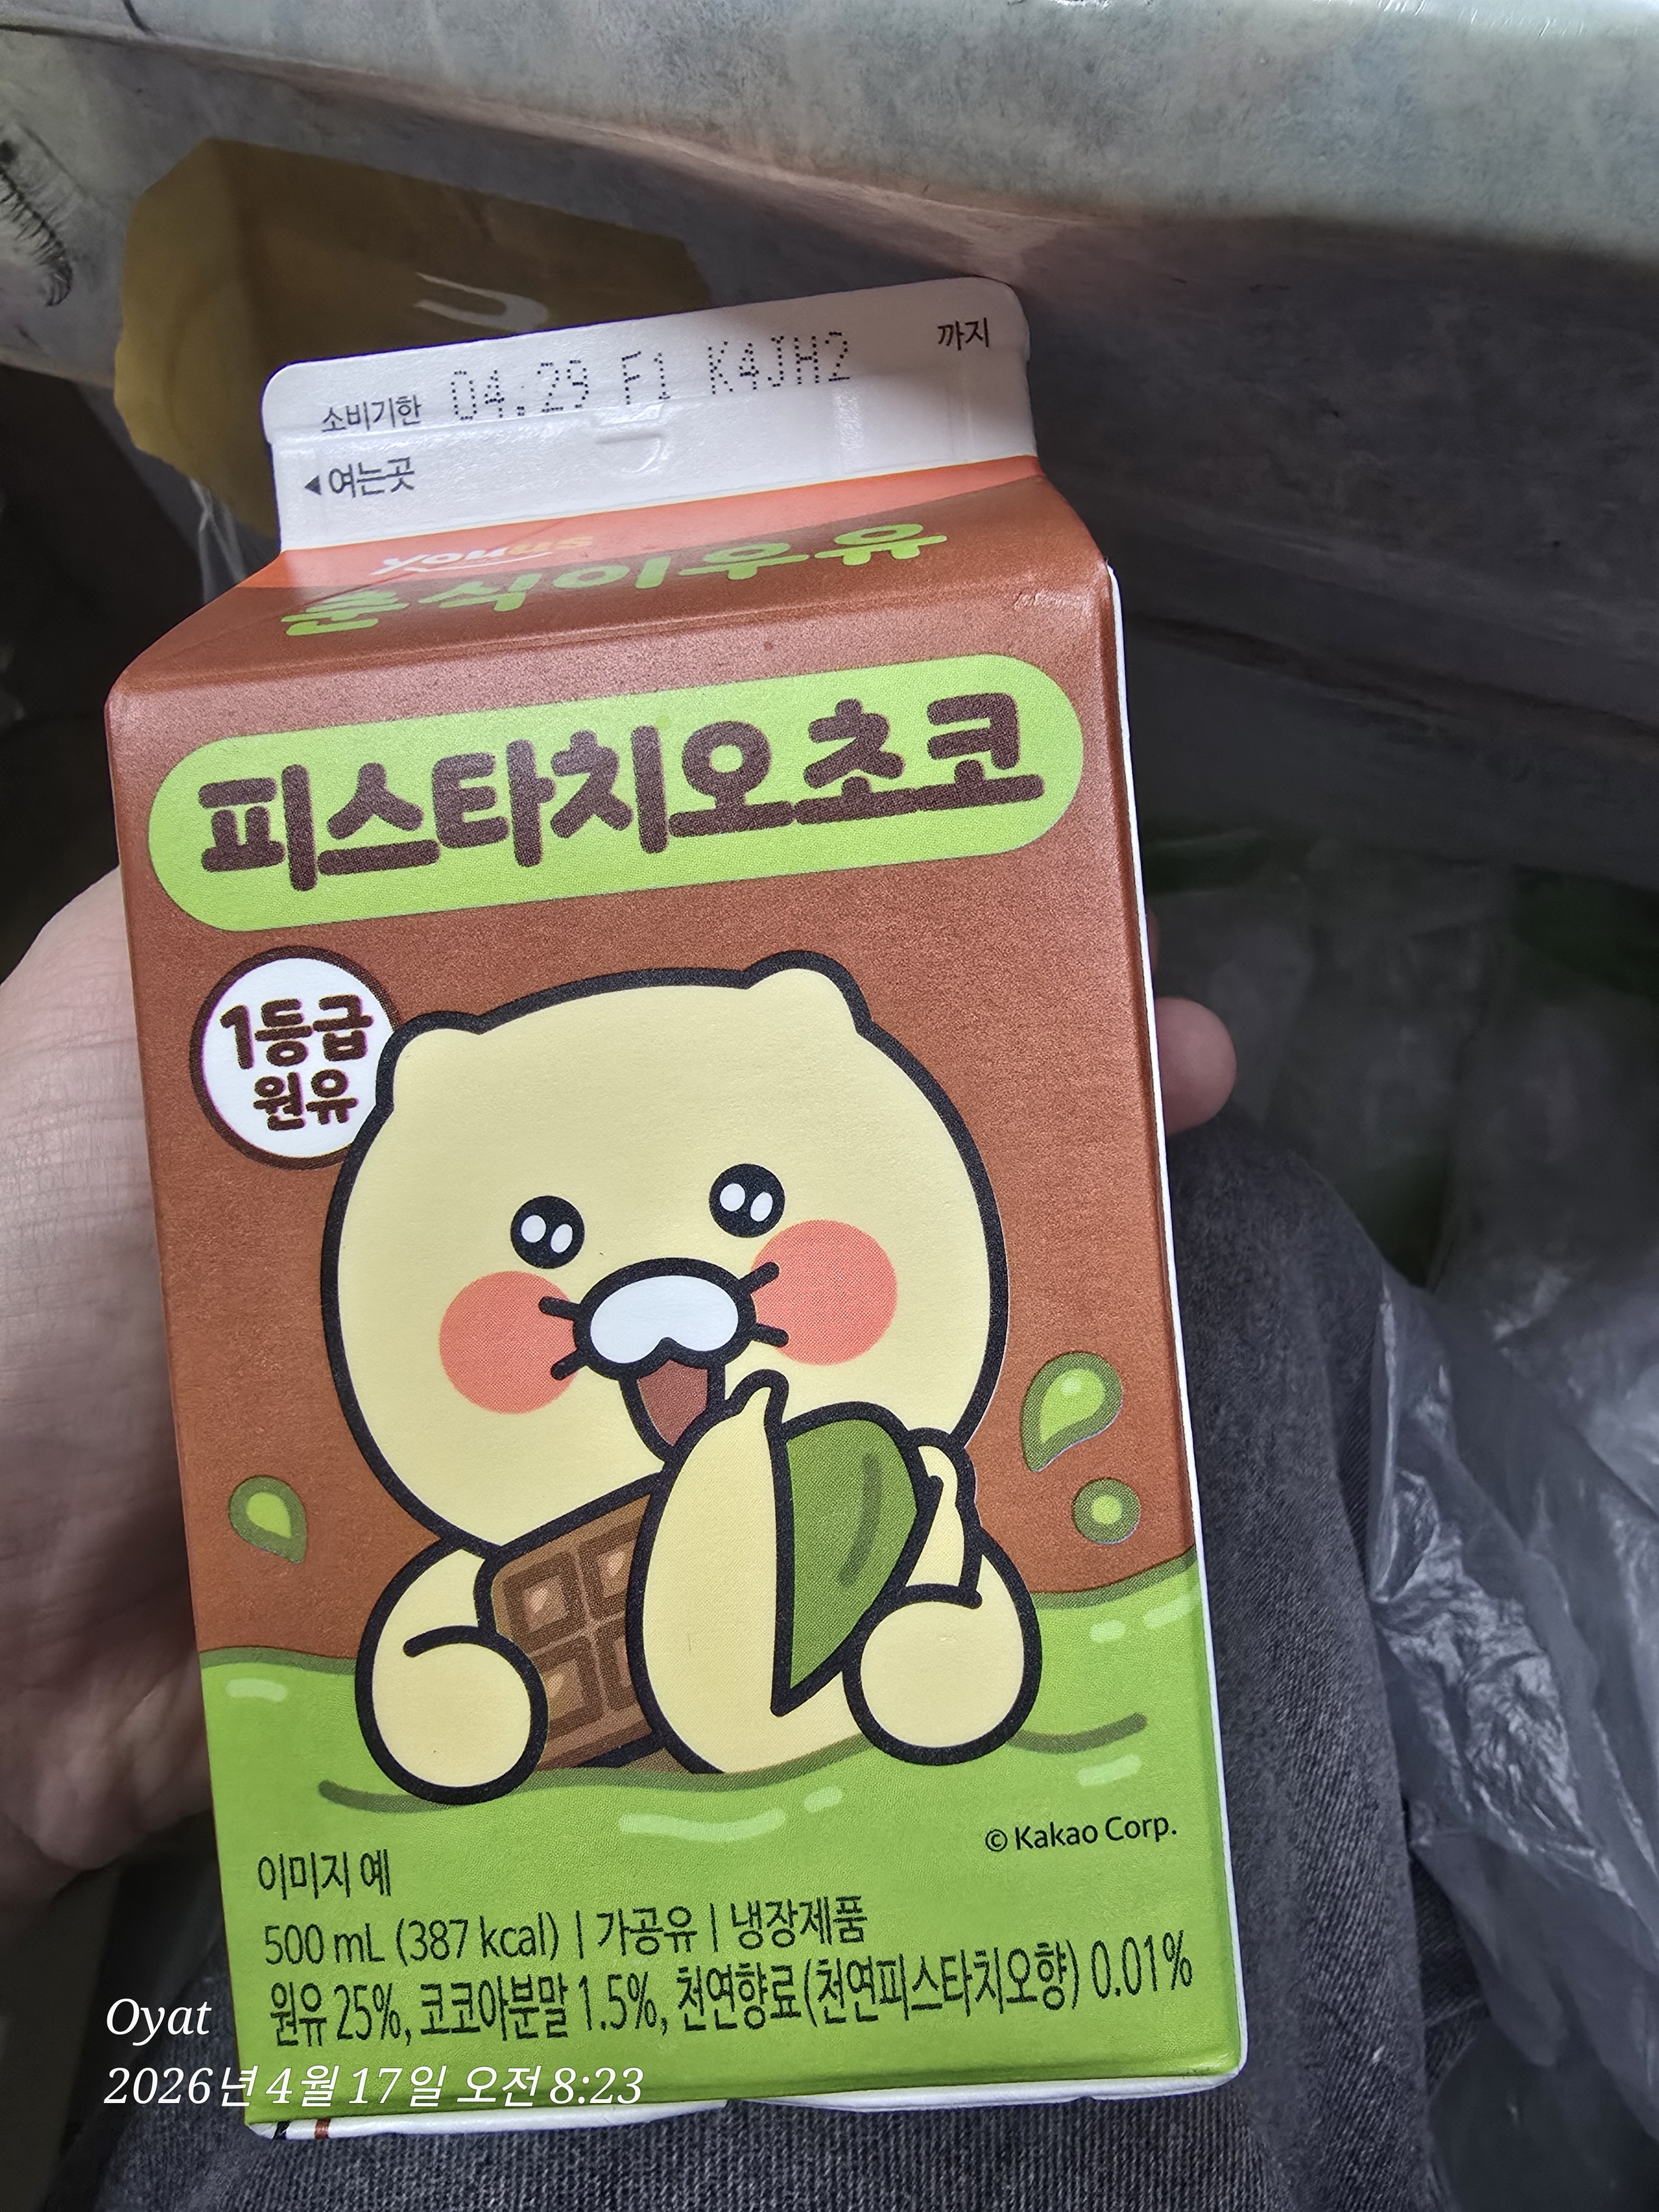 소비기한 04.29 F1 K4JH2 까지
◀여는곳
youus
춘식이우유
피스타치오초코
1등급
원유
© Kakao Corp.
이미지 예
500 mL (387 kcal) | 가공유 | 냉장제품
원유 25%, 코코아분말 1.5%, 천연향료(천연피스타치오향) 0.01%
Oyat
2026년 4월 17일 오전 8:23